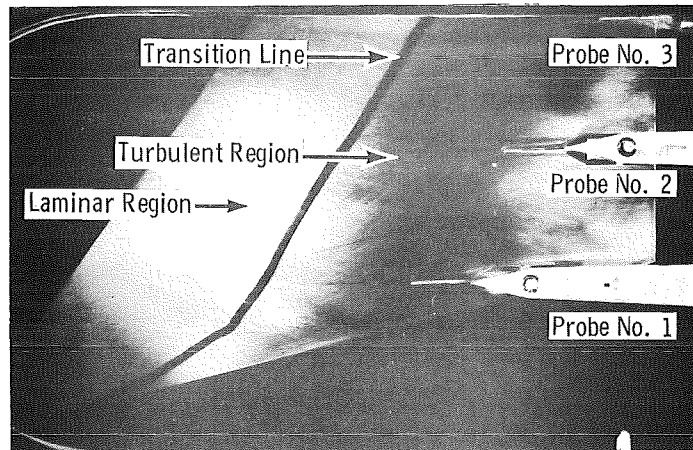 Transition Line
Probe No. 3
Turbulent Region
Probe No. 2
Laminar Region
Probe No. 1